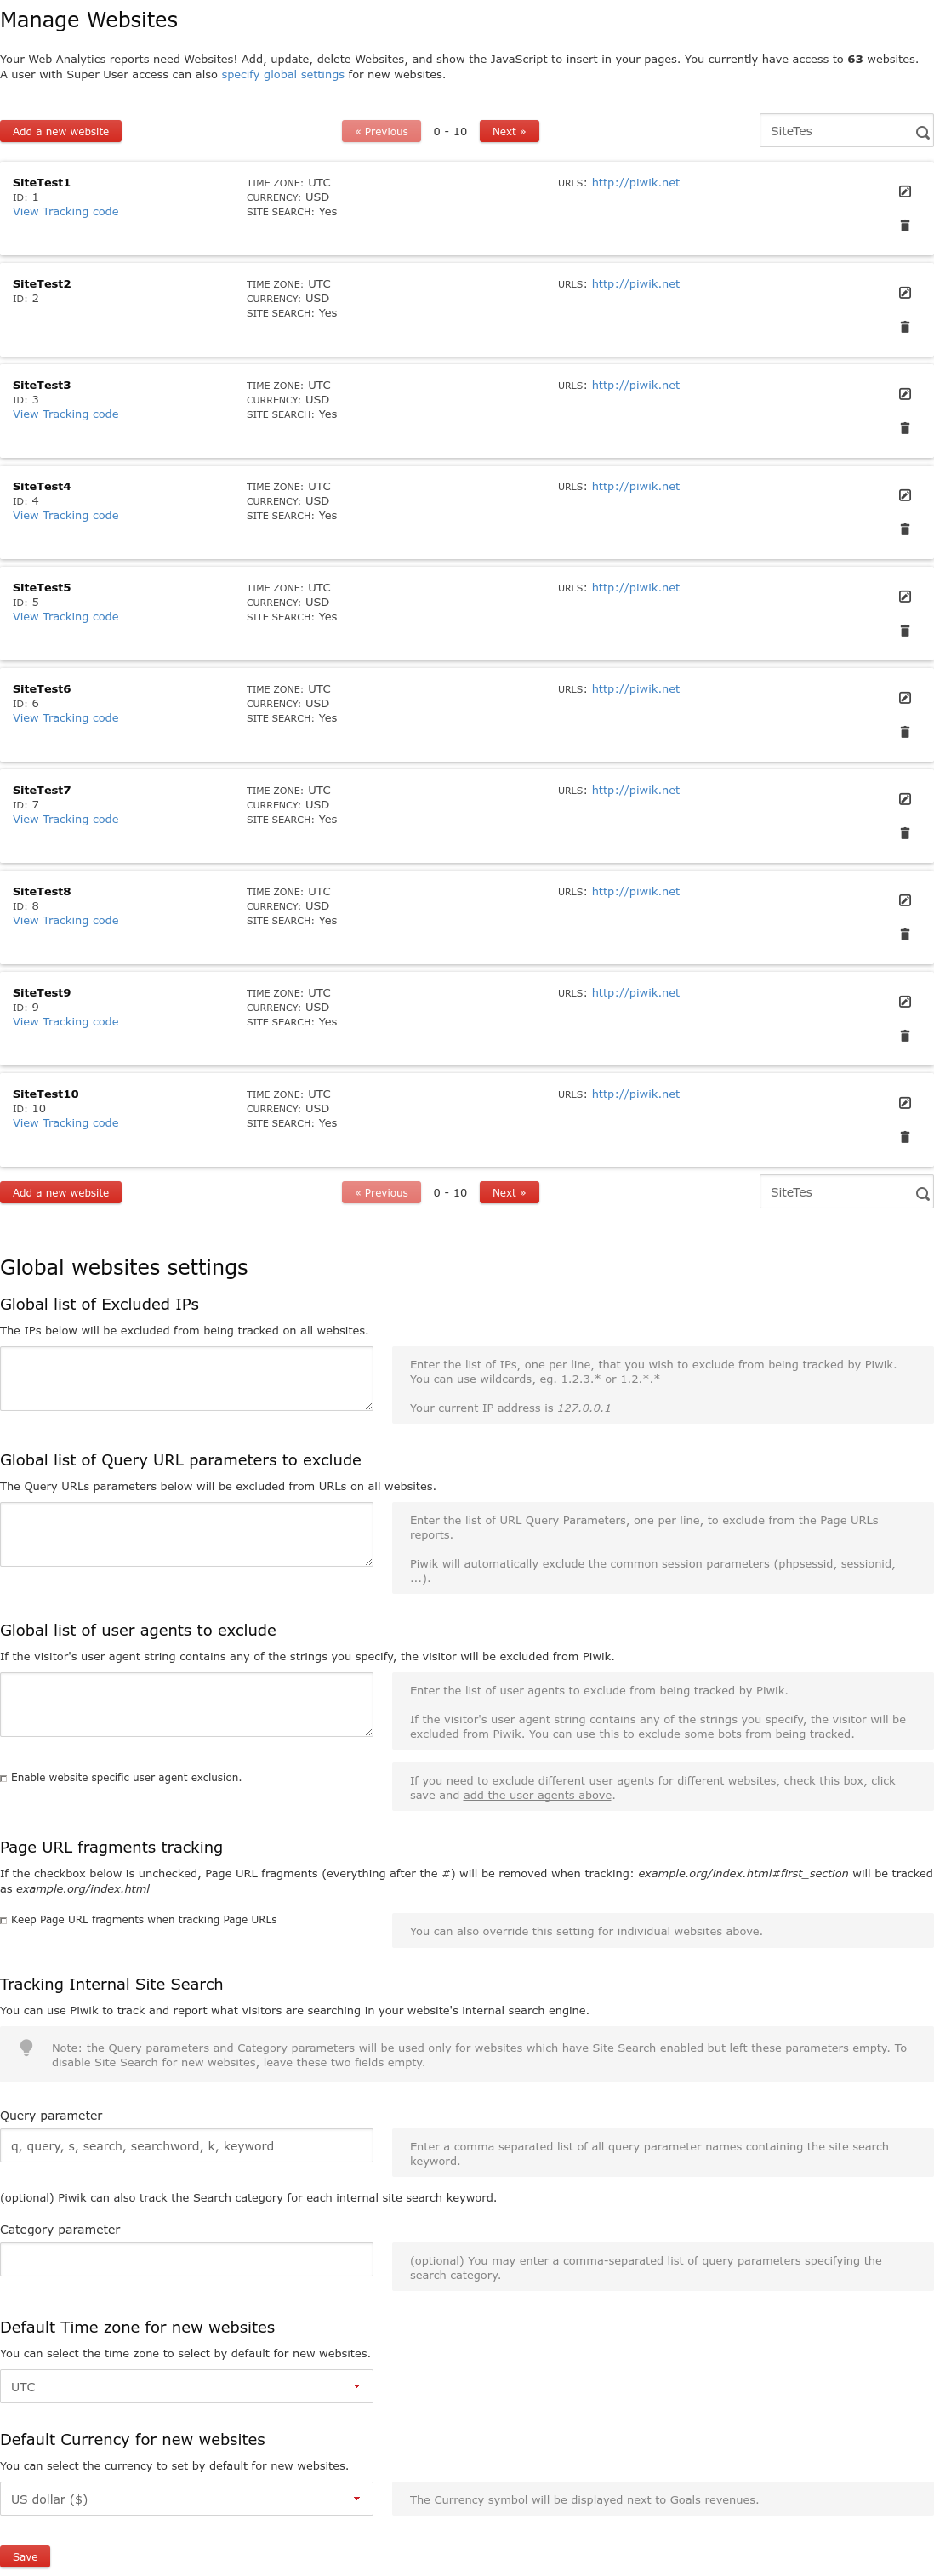 Manage Websites
Your Web Analytics reports need Websites! Add, update, delete Websites, and show the JavaScript to insert in your pages. You currently have access to 63 websites.
A user with Super User access can also specify global settings for new websites.
Add a new website « Previous 0 - 10 Next » SiteTes
SiteTest1 TIME ZONE: UTC URLS: http://piwik.net
ID: 1 CURRENCY: USD
View Tracking code SITE SEARCH: Yes
SiteTest2 TIME ZONE: UTC URLS: http://piwik.net
ID: 2 CURRENCY: USD
SITE SEARCH: Yes
SiteTest3 TIME ZONE: UTC URLS: http://piwik.net
ID: 3 CURRENCY: USD
View Tracking code SITE SEARCH: Yes
SiteTest4 TIME ZONE: UTC URLS: http://piwik.net
ID: 4 CURRENCY: USD
View Tracking code SITE SEARCH: Yes
SiteTest5 TIME ZONE: UTC URLS: http://piwik.net
ID: 5 CURRENCY: USD
View Tracking code SITE SEARCH: Yes
SiteTest6 TIME ZONE: UTC URLS: http://piwik.net
ID: 6 CURRENCY: USD
View Tracking code SITE SEARCH: Yes
SiteTest7 TIME ZONE: UTC URLS: http://piwik.net
ID: 7 CURRENCY: USD
View Tracking code SITE SEARCH: Yes
SiteTest8 TIME ZONE: UTC URLS: http://piwik.net
ID: 8 CURRENCY: USD
View Tracking code SITE SEARCH: Yes
SiteTest9 TIME ZONE: UTC URLS: http://piwik.net
ID: 9 CURRENCY: USD
View Tracking code SITE SEARCH: Yes
SiteTest10 TIME ZONE: UTC URLS: http://piwik.net
ID: 10 CURRENCY: USD
View Tracking code SITE SEARCH: Yes
Add a new website « Previous 0 - 10 Next » SiteTes
Global websites settings
Global list of Excluded IPs
The IPs below will be excluded from being tracked on all websites.
Enter the list of IPs, one per line, that you wish to exclude from being tracked by Piwik.
You can use wildcards, eg. 1.2.3.* or 1.2.*.*
Your current IP address is 127.0.0.1
Global list of Query URL parameters to exclude
The Query URLs parameters below will be excluded from URLs on all websites.
Enter the list of URL Query Parameters, one per line, to exclude from the Page URLs
reports.
Piwik will automatically exclude the common session parameters (phpsessid, sessionid,
...).
Global list of user agents to exclude
If the visitor's user agent string contains any of the strings you specify, the visitor will be excluded from Piwik.
Enter the list of user agents to exclude from being tracked by Piwik.
If the visitor's user agent string contains any of the strings you specify, the visitor will be
excluded from Piwik. You can use this to exclude some bots from being tracked.
Enable website specific user agent exclusion.
If you need to exclude different user agents for different websites, check this box, click
save and add the user agents above.
Page URL fragments tracking
If the checkbox below is unchecked, Page URL fragments (everything after the #) will be removed when tracking: example.org/index.html#first_section will be tracked
as example.org/index.html
Keep Page URL fragments when tracking Page URLs
You can also override this setting for individual websites above.
Tracking Internal Site Search
You can use Piwik to track and report what visitors are searching in your website's internal search engine.
Note: the Query parameters and Category parameters will be used only for websites which have Site Search enabled but left these parameters empty. To
disable Site Search for new websites, leave these two fields empty.
Query parameter
q, query, s, search, searchword, k, keyword
Enter a comma separated list of all query parameter names containing the site search
keyword.
(optional) Piwik can also track the Search category for each internal site search keyword.
Category parameter
(optional) You may enter a comma-separated list of query parameters specifying the
search category.
Default Time zone for new websites
You can select the time zone to select by default for new websites.
UTC
Default Currency for new websites
You can select the currency to set by default for new websites.
US dollar ($)
The Currency symbol will be displayed next to Goals revenues.
Save